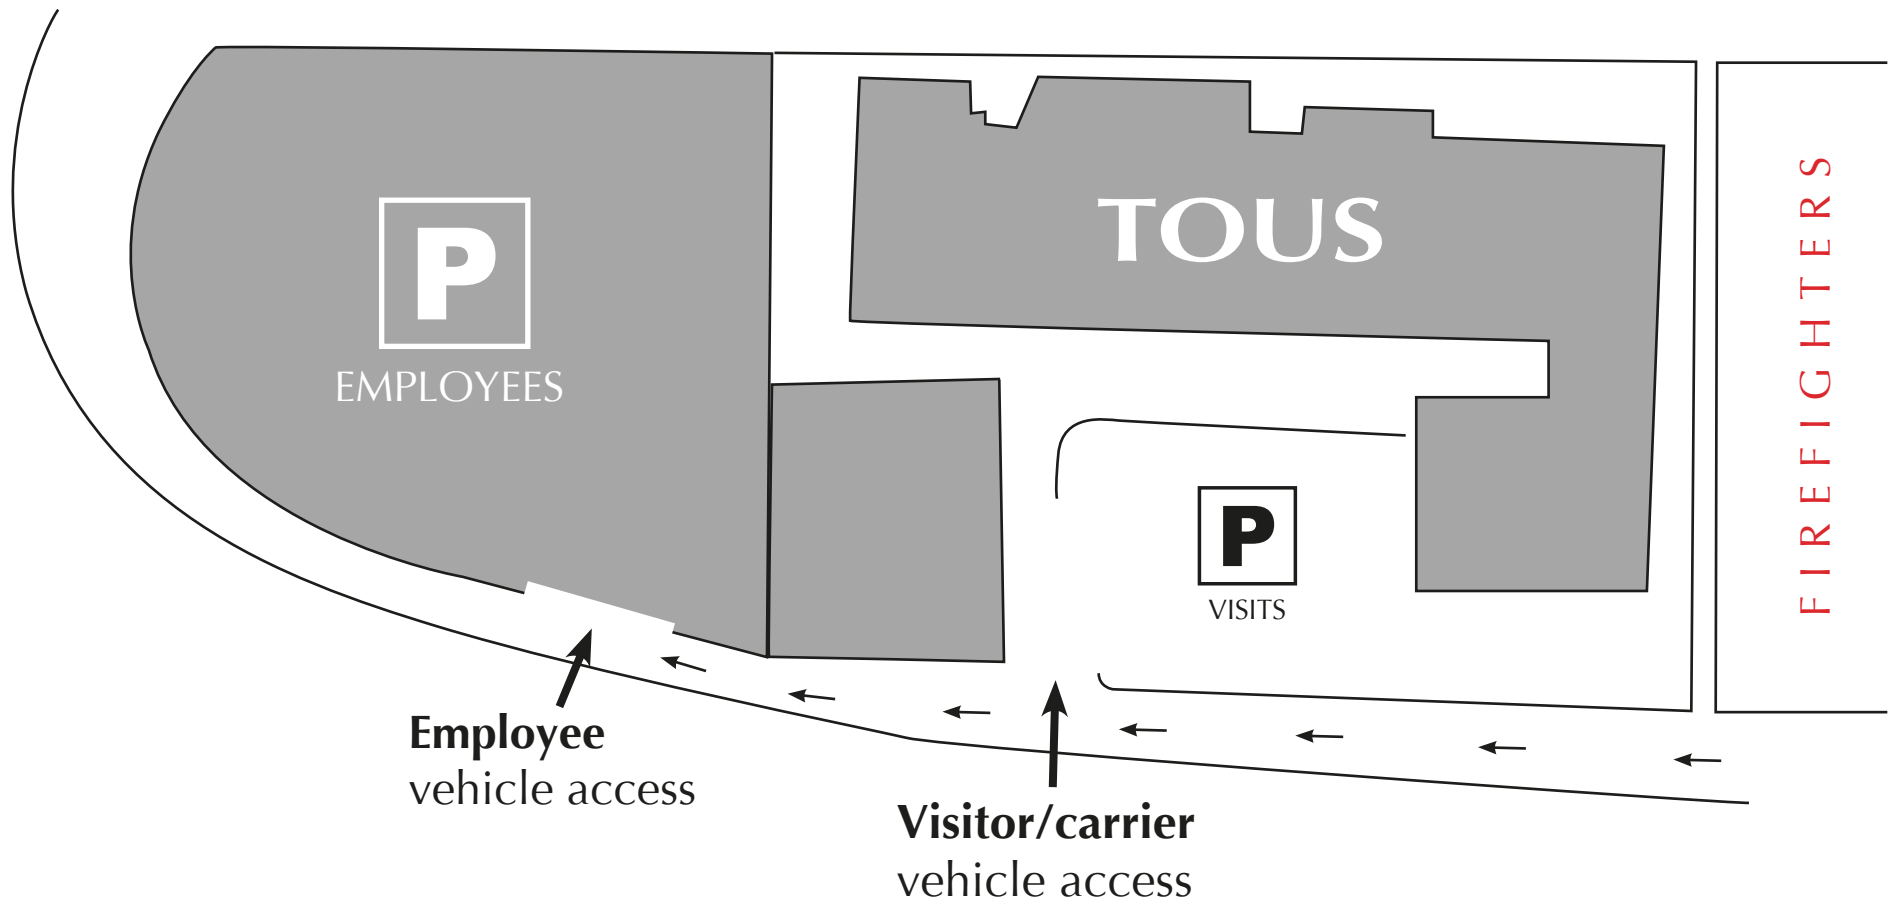 P
EMPLOYEES
TOUS
FIREFIGHTERS
P
VISITS
Employee
vehicle access
Visitor/carrier
vehicle access